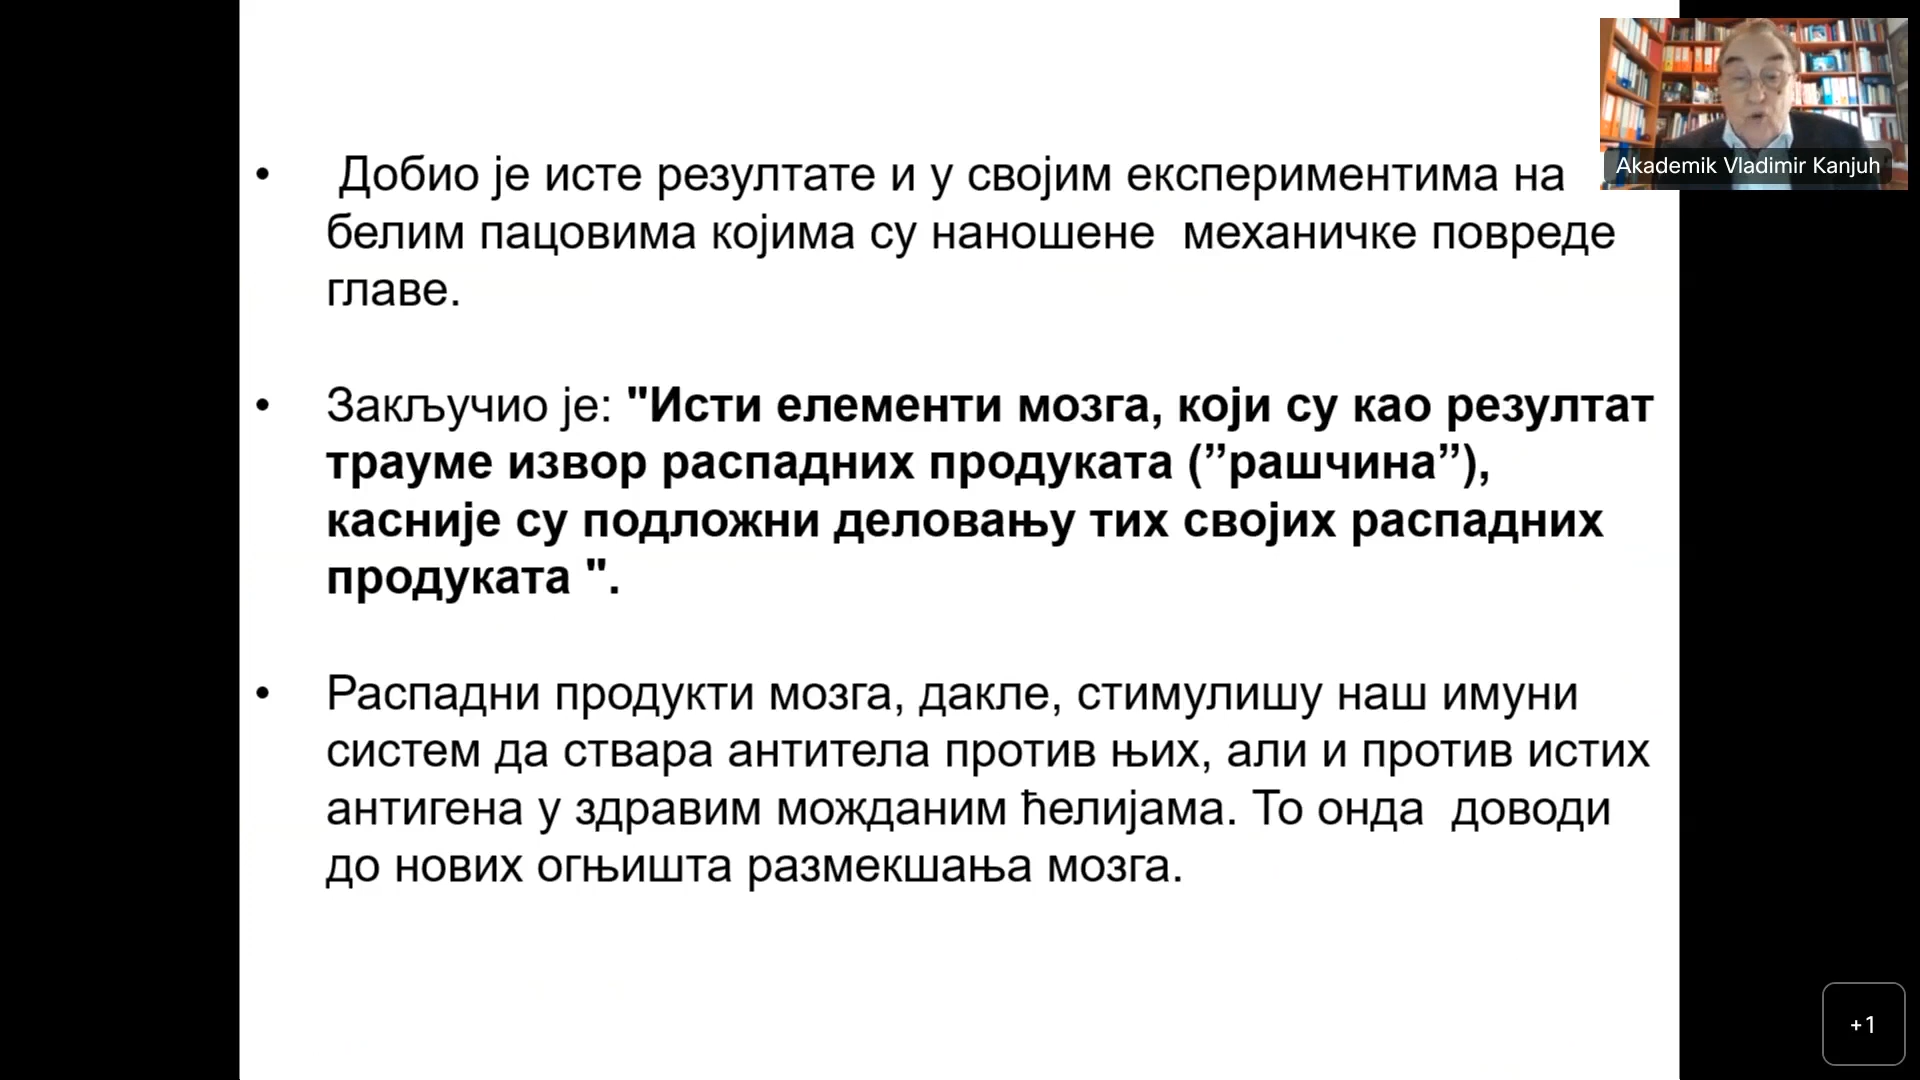 Akademik Vladimir Kanjuh
• Добио је исте резултате и у својим експериментима на
белим пацовима којима су наношене механичке повреде
главе.
• Закључио је: "Исти елементи мозга, који су као резултат
трауме извор распадних продуката (”рашчина”),
касније су подложни деловању тих својих распадних
продуката ".
• Распадни продукти мозга, дакле, стимулишу наш имуни
систем да ствара антитела против њих, али и против истих
антигена у здравим можданим ћелијама. То онда доводи
до нових огњишта размекшања мозга.
+1